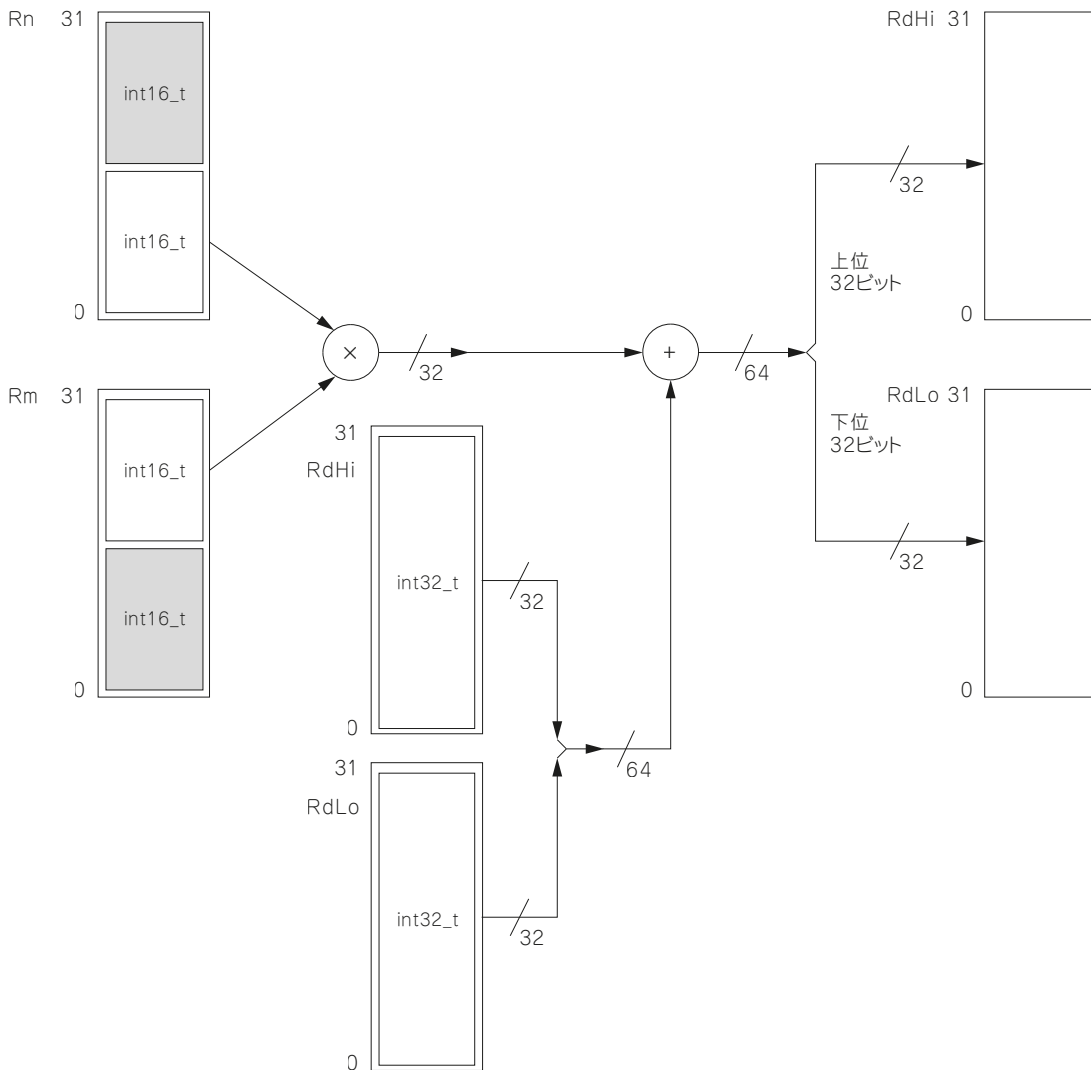 Rn 31
int16_t
int16_t
0
Rm 31
int16_t
int16_t
0
×
32
+
64
31
RdHi
int32_t
32
0
31
RdLo
int32_t
32
0
64
上位
32ビット
32
下位
32ビット
32
RdHi 31
0
RdLo 31
0